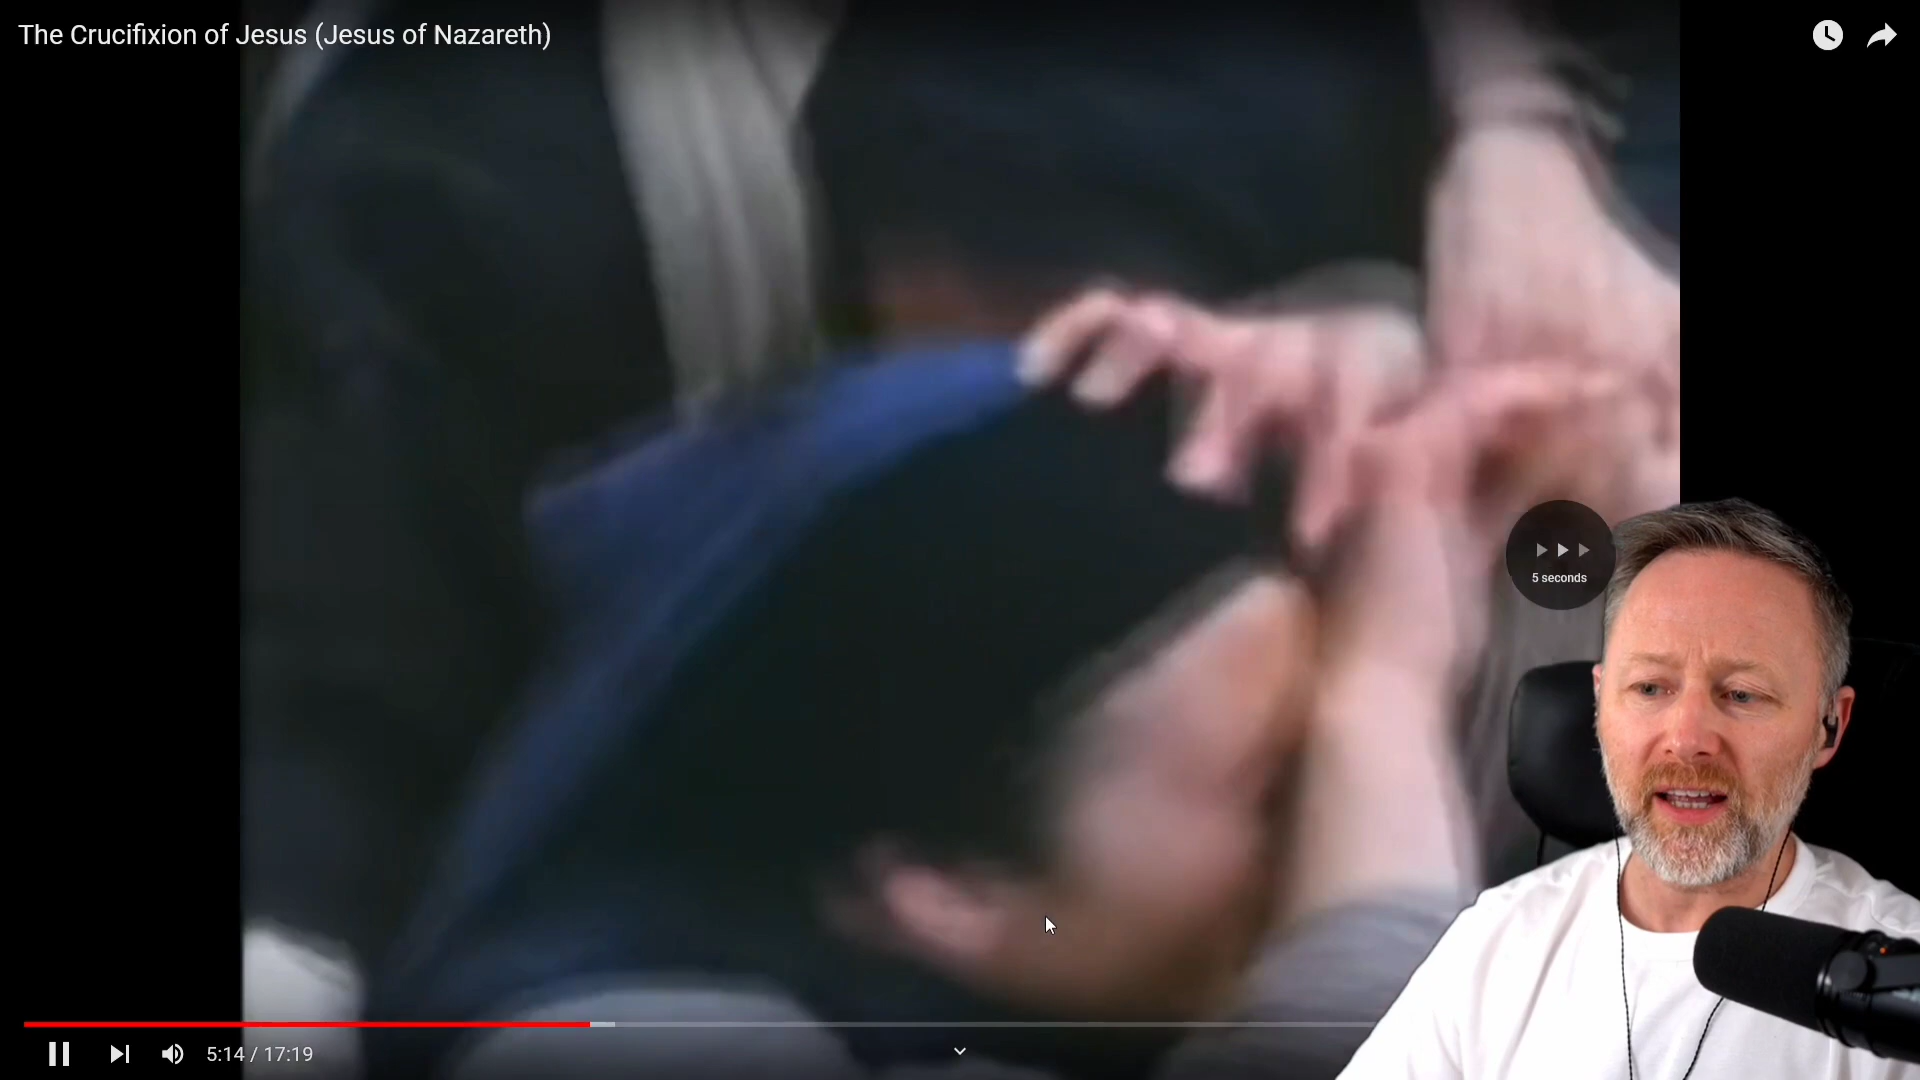 The Crucifixion of Jesus (Jesus of Nazareth)
5 seconds
5:14 / 17:19